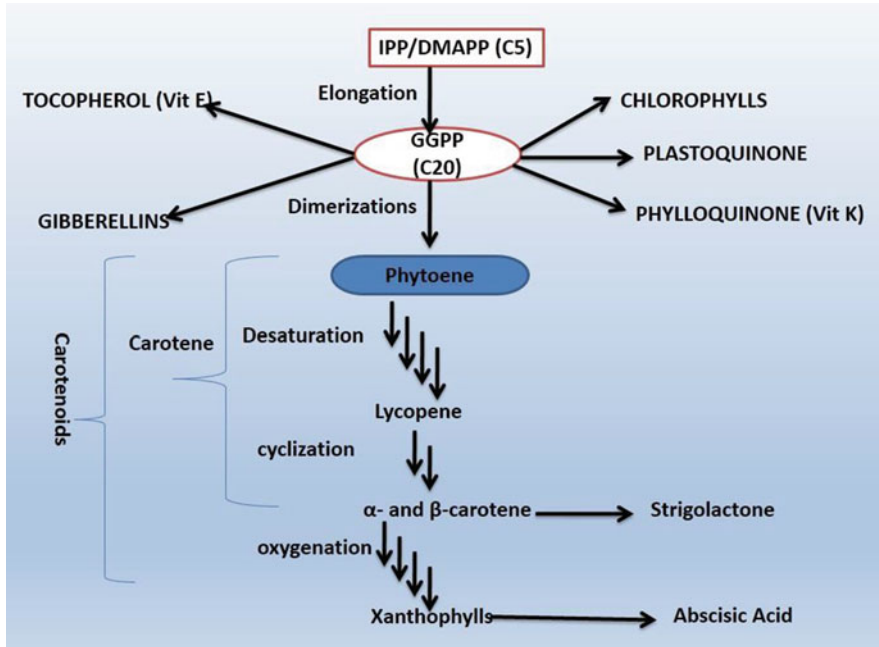 IPP/DMAPP (C5)
Elongation
TOCOPHEROL (Vit E)
CHLOROPHYLLS
GGPP
(C20)
PLASTOQUINONE
GIBBERELLINS
Dimerizations
PHYLLOQUINONE (Vit K)
Phytoene
Carotenoids
Carotene
Desaturation
Lycopene
cyclization
α- and β-carotene
Strigolactone
oxygenation
Xanthophylls
Abscisic Acid